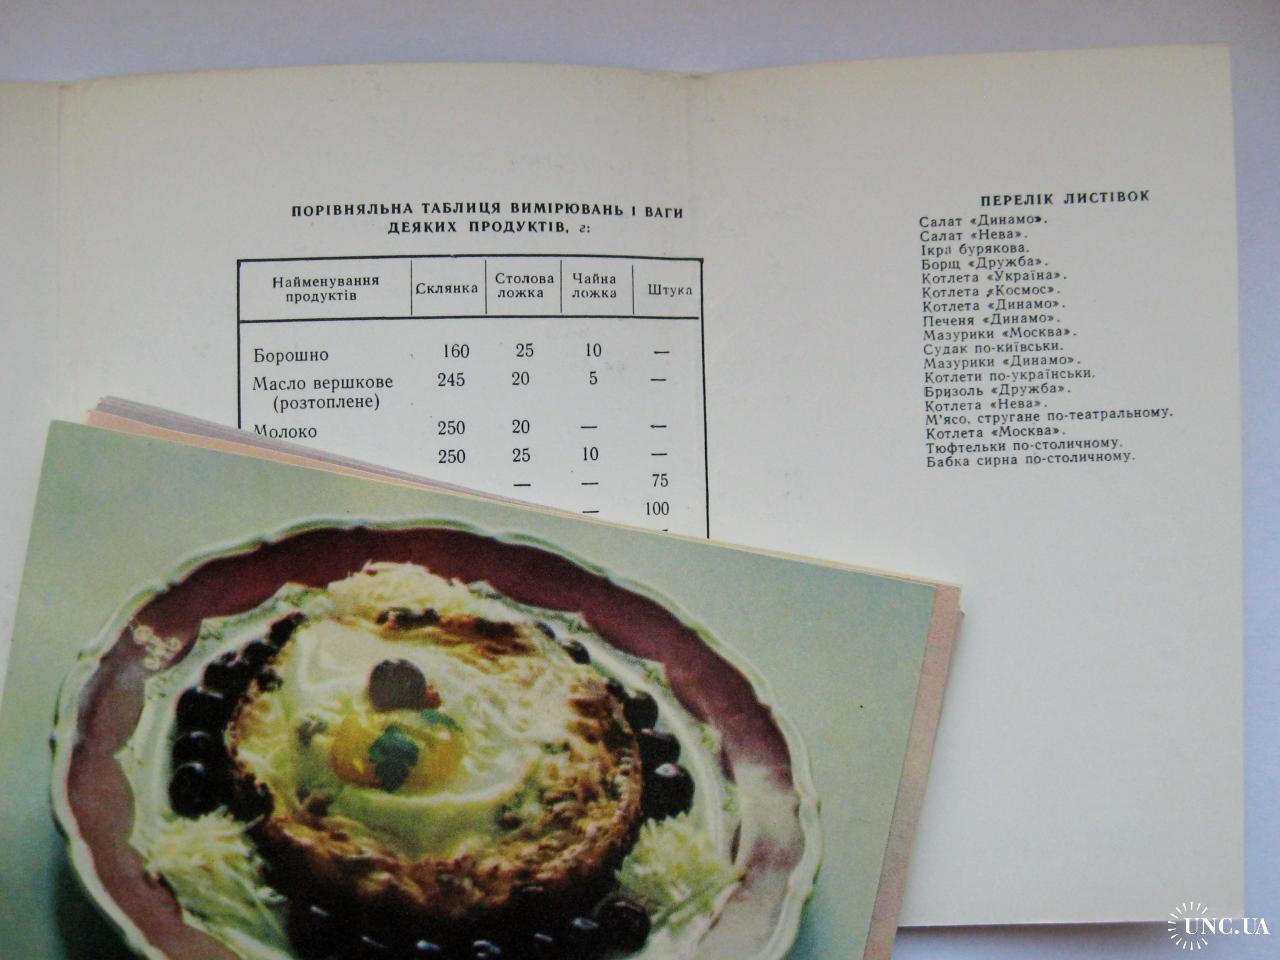 ПОРІВНЯЛЬНА ТАБЛИЦЯ ВИМІРЮВАНЬ І ВАГИ
ДЕЯКИХ ПРОДУКТІВ, г:
Найменування продуктів Склянка Столова ложка Чайна ложка Штука
Борошно 160 25 10 —
Масло вершкове 245 20 5 —
(розтоплене)
Молоко 250 20 — —
250 25 10 —
— — 75
— 100
—
ПЕРЕЛІК ЛИСТІВОК
Салат «Динамо».
Салат «Нева».
Ікра бурякова.
Борщ «Дружба».
Котлета «Україна».
Котлета «Космос».
Котлета «Динамо».
Печеня «Динамо».
Мазурики «Москва».
Судак по-київськи.
Мазурики «Динамо».
Котлети по-українськи.
Бризоль «Дружба».
Котлета «Нева».
М'ясо, стругане по-театральному.
Котлета «Москва».
Тюфтельки по-столичному.
Бабка сирна по-столичному.
UNC.UA